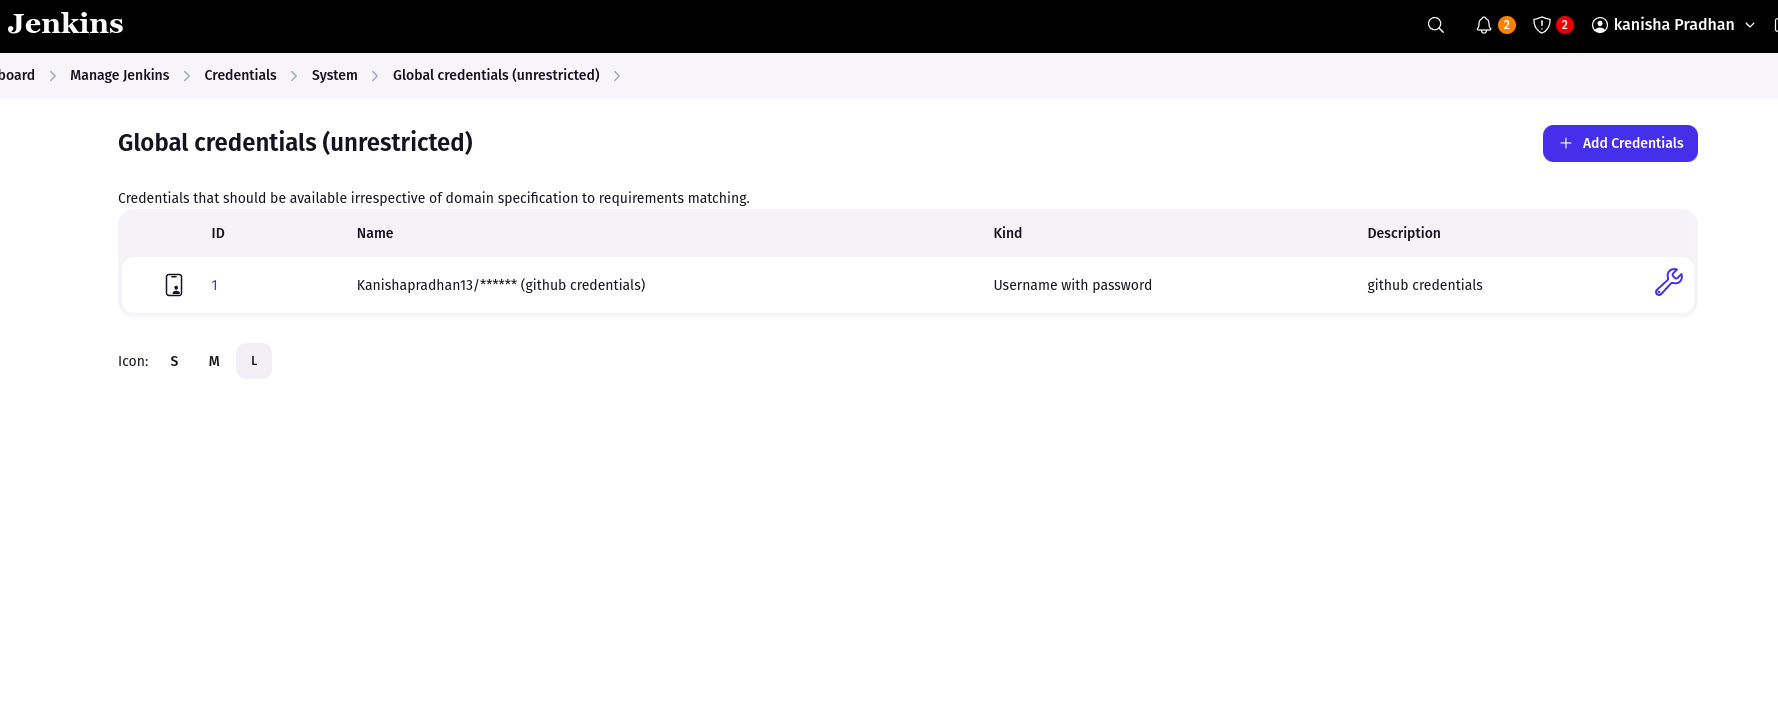 Jenkins
2
2
kanisha Pradhan
board
Manage Jenkins
Credentials
System
Global credentials (unrestricted)
Global credentials (unrestricted)
Add Credentials
Credentials that should be available irrespective of domain specification to requirements matching.
ID Name Kind Description
1 Kanishapradhan13/****** (github credentials) Username with password github credentials
Icon: S M L